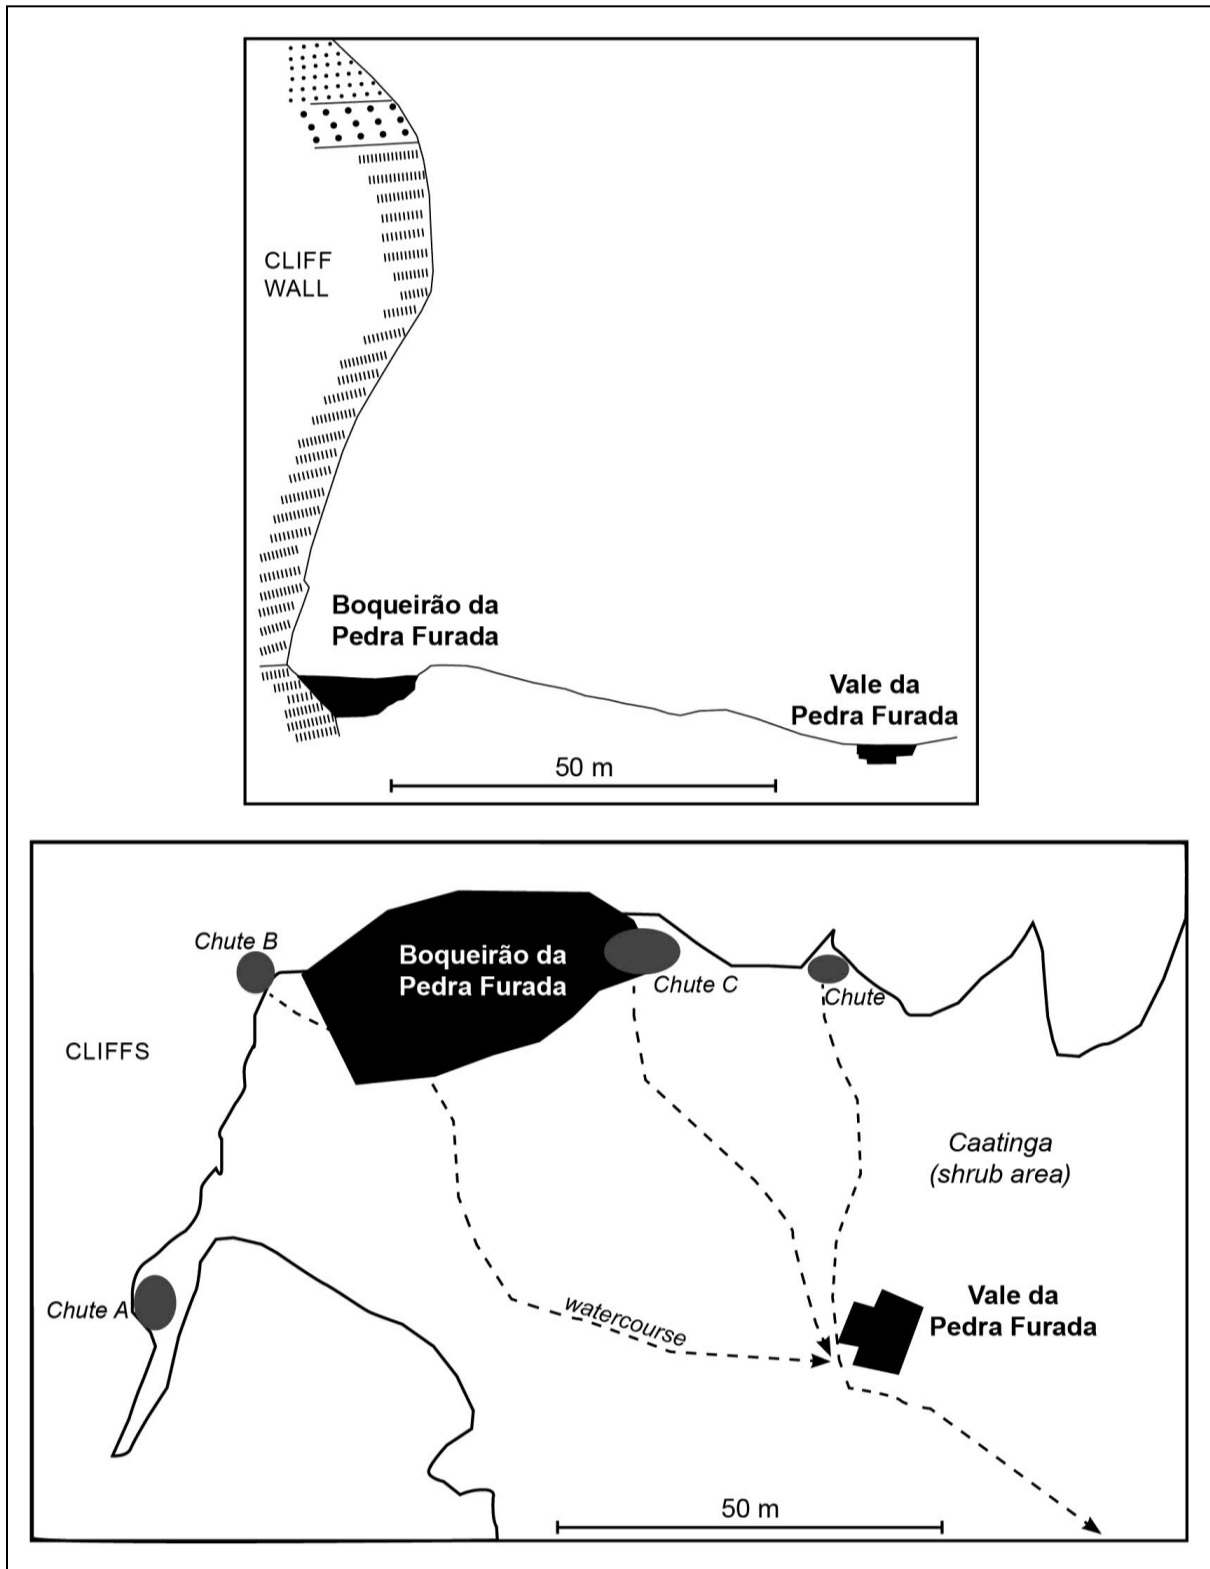 CLIFF
WALL
Boqueirão da
Pedra Furada
Vale da
Pedra Furada
50 m
Chute B
Boqueirão da
Pedra Furada
Chute C
Chute
CLIFFS
Caatinga
(shrub area)
Chute A
watercourse
Vale da
Pedra Furada
50 m